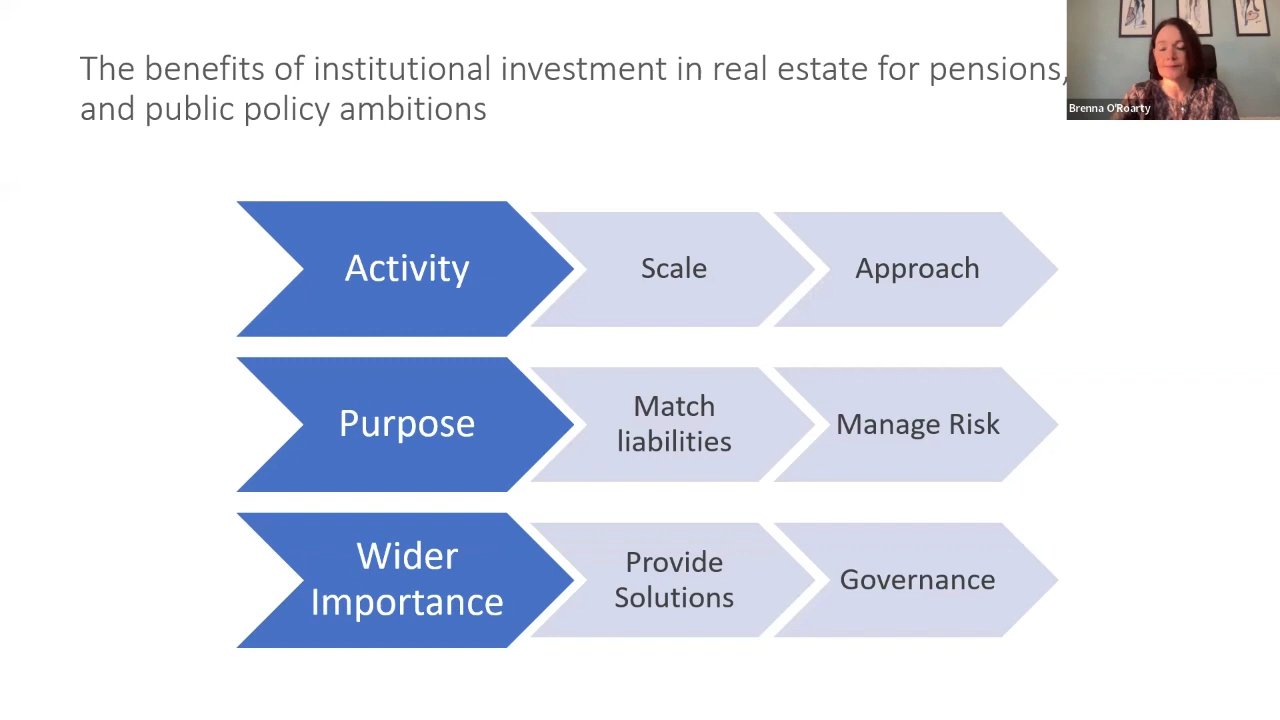 The benefits of institutional investment in real estate for pensions,
and public policy ambitions
Brenna O'Roarty
Activity
Scale
Approach
Purpose
Match
liabilities
Manage Risk
Wider
Importance
Provide
Solutions
Governance